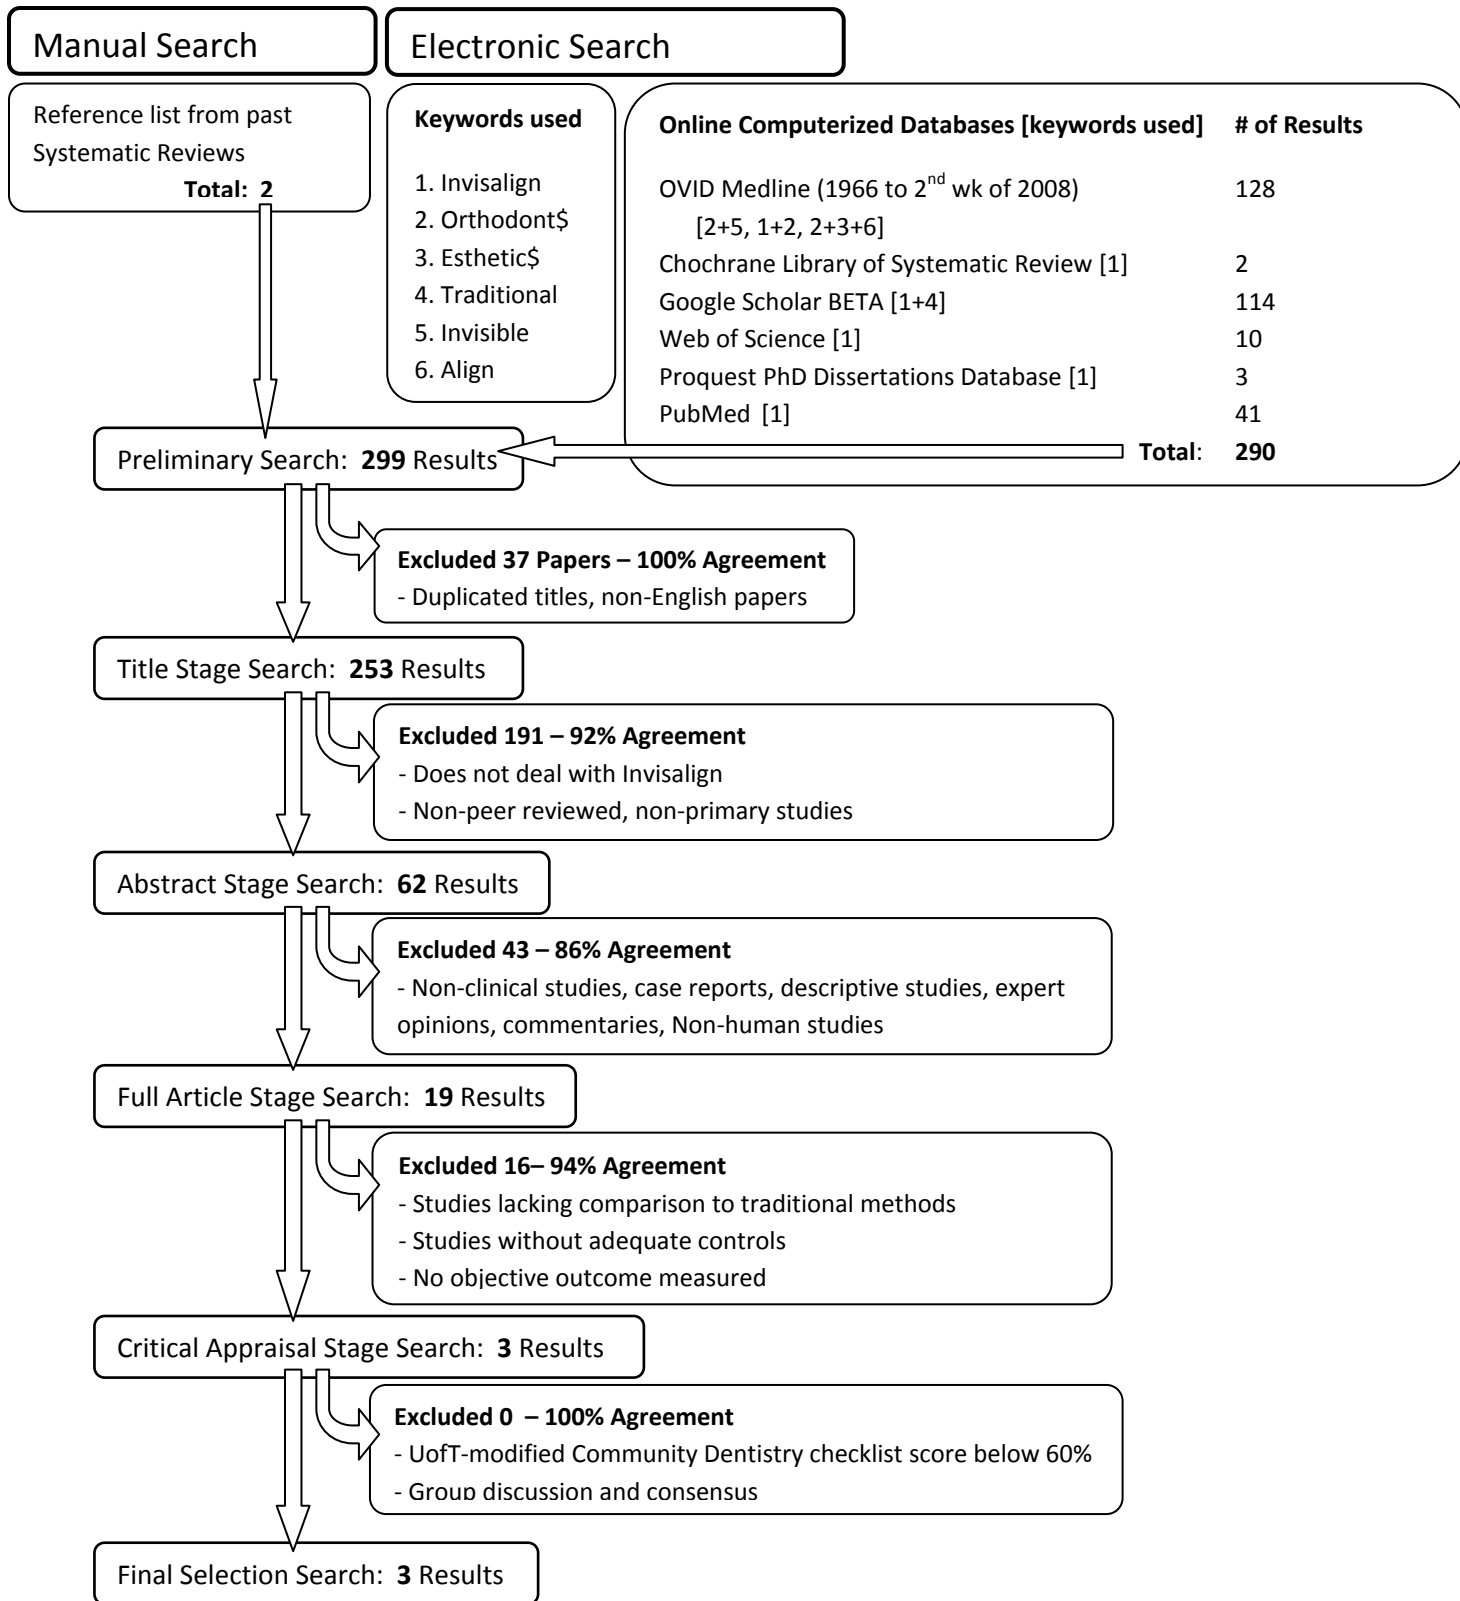 Manual Search
Electronic Search
Reference list from past
Systematic Reviews
Total: 2
Keywords used
1. Invisalign
2. Orthodont$
3. Esthetic$
4. Traditional
5. Invisible
6. Align
Online Computerized Databases [keywords used] # of Results
OVID Medline (1966 to 2nd wk of 2008) 128
[2+5, 1+2, 2+3+6]
Chochrane Library of Systematic Review [1] 2
Google Scholar BETA [1+4] 114
Web of Science [1] 10
Proquest PhD Dissertations Database [1] 3
PubMed [1] 41
Total: 290
Preliminary Search: 299 Results
Excluded 37 Papers – 100% Agreement
- Duplicated titles, non-English papers
Title Stage Search: 253 Results
Excluded 191 – 92% Agreement
- Does not deal with Invisalign
- Non-peer reviewed, non-primary studies
Abstract Stage Search: 62 Results
Excluded 43 – 86% Agreement
- Non-clinical studies, case reports, descriptive studies, expert
opinions, commentaries, Non-human studies
Full Article Stage Search: 19 Results
Excluded 16– 94% Agreement
- Studies lacking comparison to traditional methods
- Studies without adequate controls
- No objective outcome measured
Critical Appraisal Stage Search: 3 Results
Excluded 0 – 100% Agreement
- UofT-modified Community Dentistry checklist score below 60%
- Group discussion and consensus
Final Selection Search: 3 Results